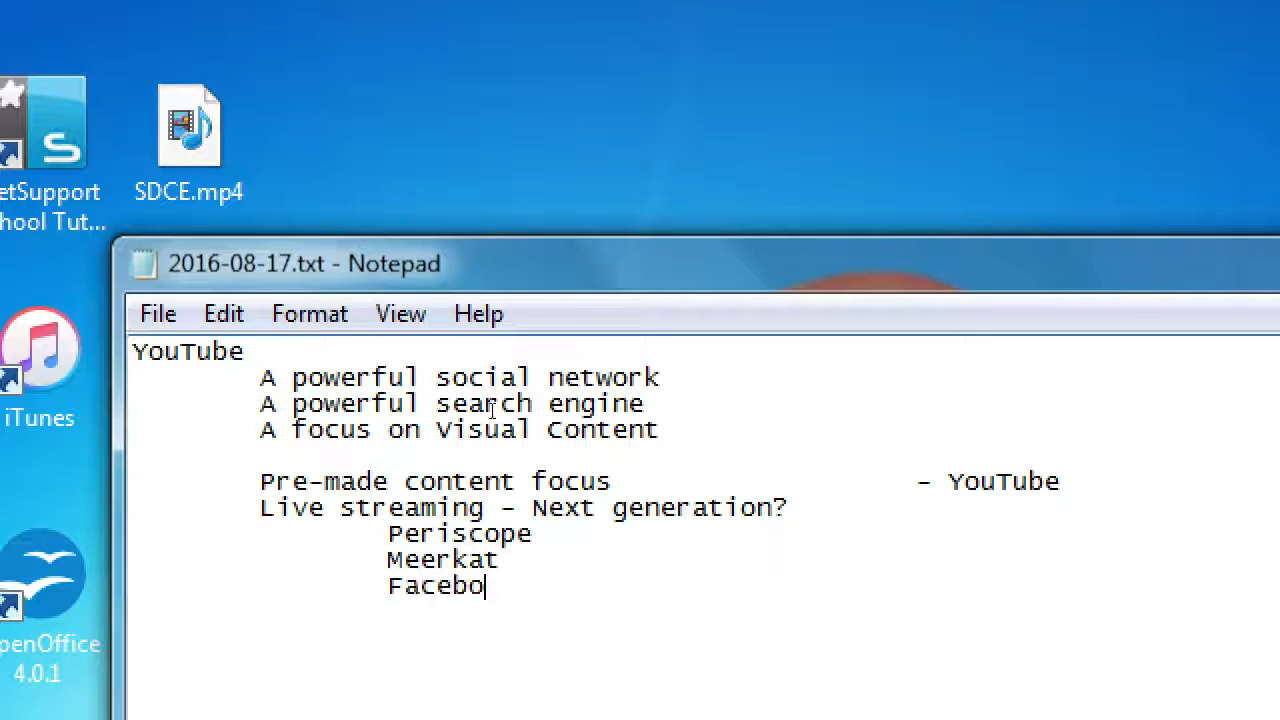 etSupport
hool Tut...
SDCE.mp4
iTunes
penOffice
4.0.1
2016-08-17.txt - Notepad
File Edit Format View Help
YouTube
A powerful social network
A powerful search engine
A focus on Visual Content
Pre-made content focus - YouTube
Live streaming - Next generation?
Periscope
Meerkat
Facebo